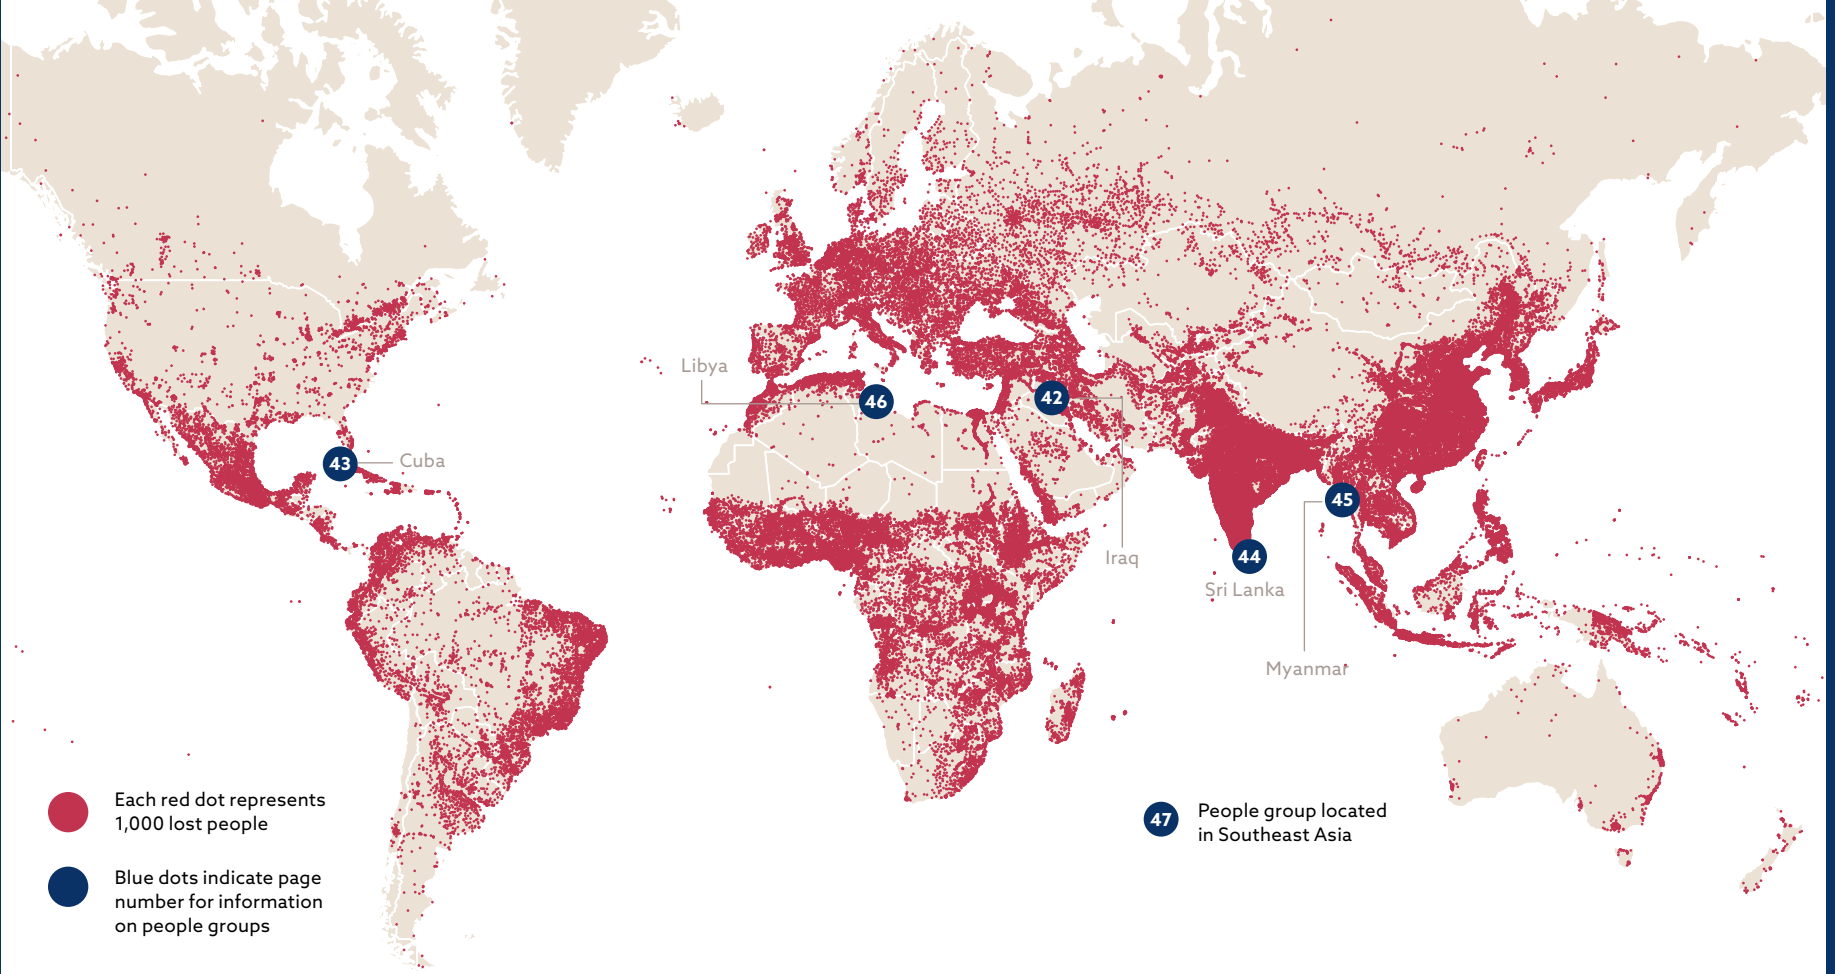 Libya
46
42
43
Cuba
45
44
Iraq
Sri Lanka
Myanmar
Each red dot represents
1,000 lost people
47
People group located
in Southeast Asia
Blue dots indicate page
number for information
on people groups